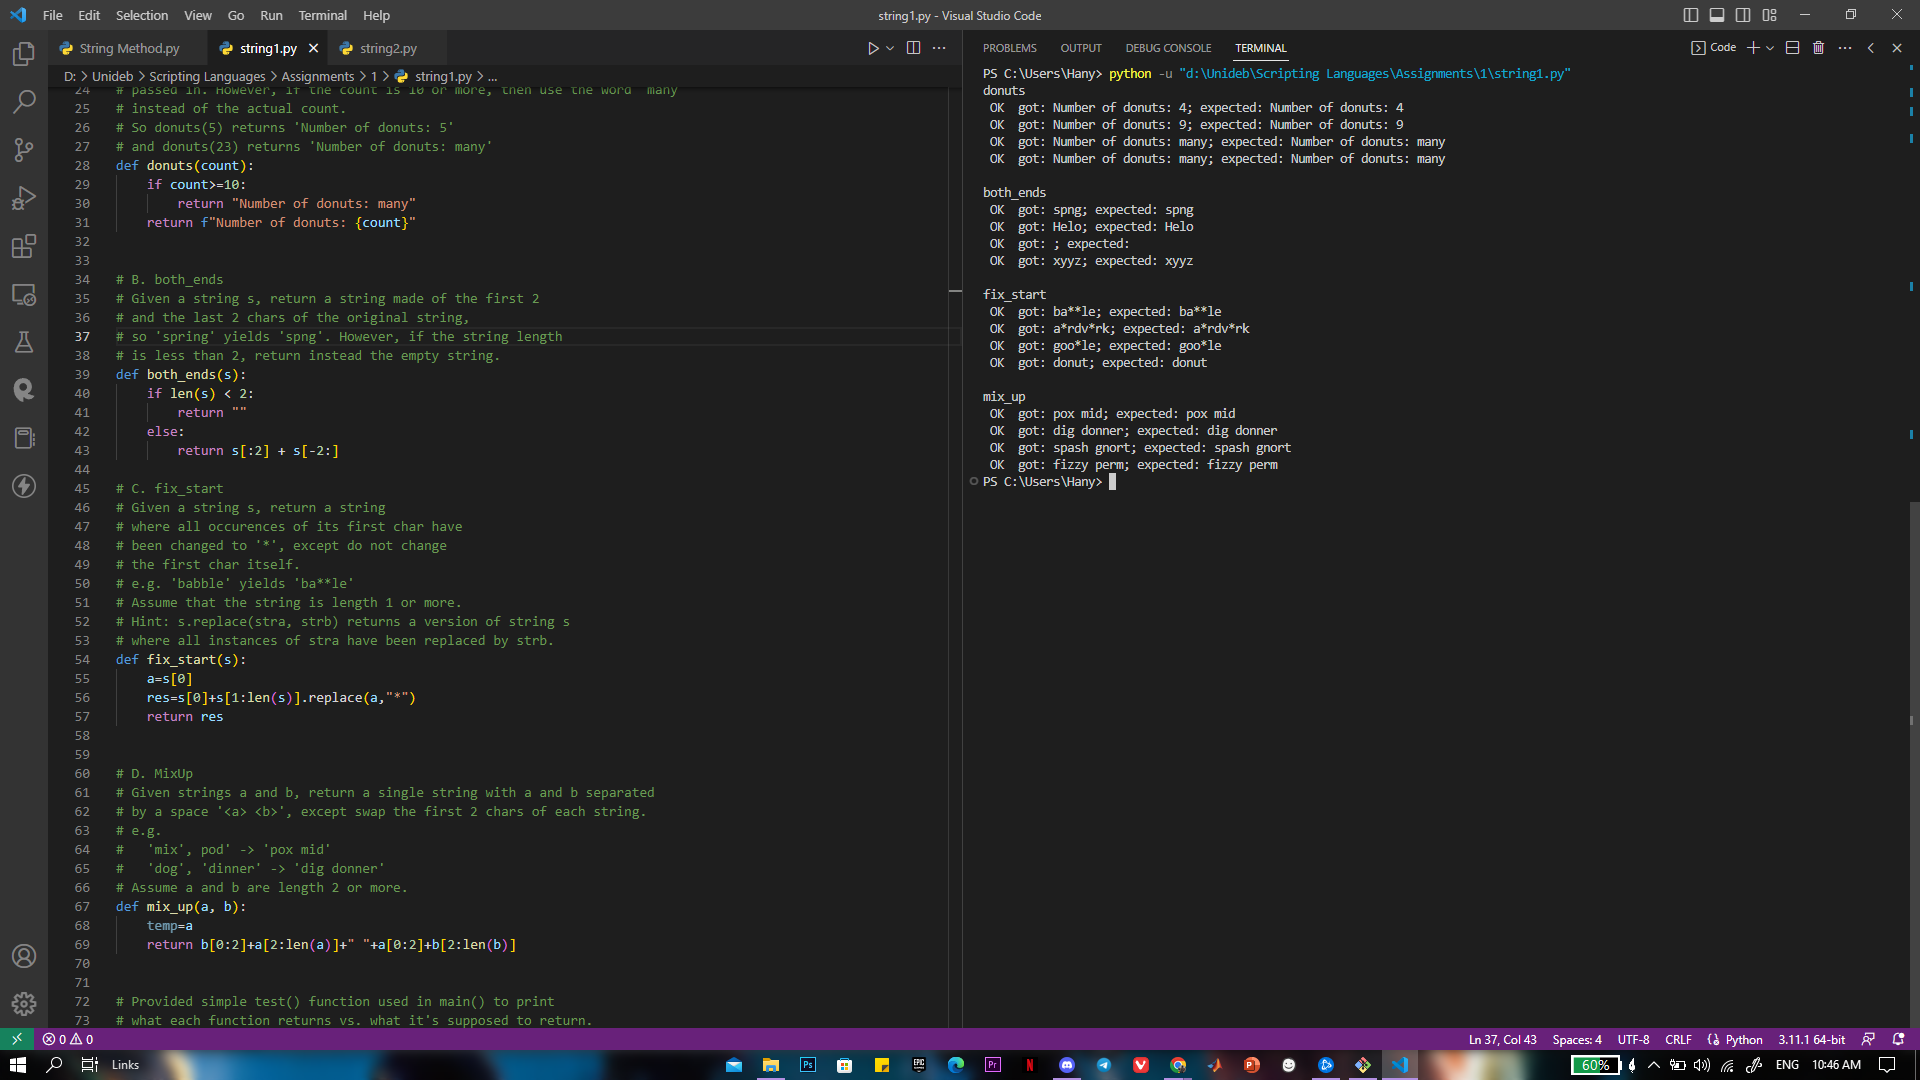 File Edit Selection View Go Run Terminal Help
string1.py - Visual Studio Code
String Method.py string1.py string2.py
D: > Unideb > Scripting Languages > Assignments > 1 > string1.py > ...
24 # passed in. However, if the count is 10 or more, then use the word 'many'
25 # instead of the actual count.
26 # So donuts(5) returns 'Number of donuts: 5'
27 # and donuts(23) returns 'Number of donuts: many'
28 def donuts(count):
29     if count>=10:
30         return "Number of donuts: many"
31     return f"Number of donuts: {count}"
32
33
34 # B. both_ends
35 # Given a string s, return a string made of the first 2
36 # and the last 2 chars of the original string,
37 # so 'spring' yields 'spng'. However, if the string length
38 # is less than 2, return instead the empty string.
39 def both_ends(s):
40     if len(s) < 2:
41         return ""
42     else:
43         return s[:2] + s[-2:]
44
45 # C. fix_start
46 # Given a string s, return a string
47 # where all occurences of its first char have
48 # been changed to '*', except do not change
49 # the first char itself.
50 # e.g. 'babble' yields 'ba**le'
51 # Assume that the string is length 1 or more.
52 # Hint: s.replace(stra, strb) returns a version of string s
53 # where all instances of stra have been replaced by strb.
54 def fix_start(s):
55     a=s[0]
56     res=s[0]+s[1:len(s)].replace(a,"*")
57     return res
58
59
60 # D. MixUp
61 # Given strings a and b, return a single string with a and b separated
62 # by a space '<a> <b>', except swap the first 2 chars of each string.
63 # e.g.
64 #   'mix', pod' -> 'pox mid'
65 #   'dog', 'dinner' -> 'dig donner'
66 # Assume a and b are length 2 or more.
67 def mix_up(a, b):
68     temp=a
69     return b[0:2]+a[2:len(a)]+" "+a[0:2]+b[2:len(b)]
70
71
72 # Provided simple test() function used in main() to print
73 # what each function returns vs. what it's supposed to return.
PROBLEMS OUTPUT DEBUG CONSOLE TERMINAL
Code
PS C:\Users\Hany> python -u "d:\Unideb\Scripting Languages\Assignments\1\string1.py"
donuts
 OK  got: Number of donuts: 4; expected: Number of donuts: 4
 OK  got: Number of donuts: 9; expected: Number of donuts: 9
 OK  got: Number of donuts: many; expected: Number of donuts: many
 OK  got: Number of donuts: many; expected: Number of donuts: many
both_ends
 OK  got: spng; expected: spng
 OK  got: Helo; expected: Helo
 OK  got: ; expected:
 OK  got: xyyz; expected: xyyz
fix_start
 OK  got: ba**le; expected: ba**le
 OK  got: a*rdv*rk; expected: a*rdv*rk
 OK  got: goo*le; expected: goo*le
 OK  got: donut; expected: donut
mix_up
 OK  got: pox mid; expected: pox mid
 OK  got: dig donner; expected: dig donner
 OK  got: spash gnort; expected: spash gnort
 OK  got: fizzy perm; expected: fizzy perm
PS C:\Users\Hany>
0 0
Ln 37, Col 43 Spaces: 4 UTF-8 CRLF Python 3.11.1 64-bit
Links
Ps
EPIC
Pr
N
60%
ENG 10:46 AM